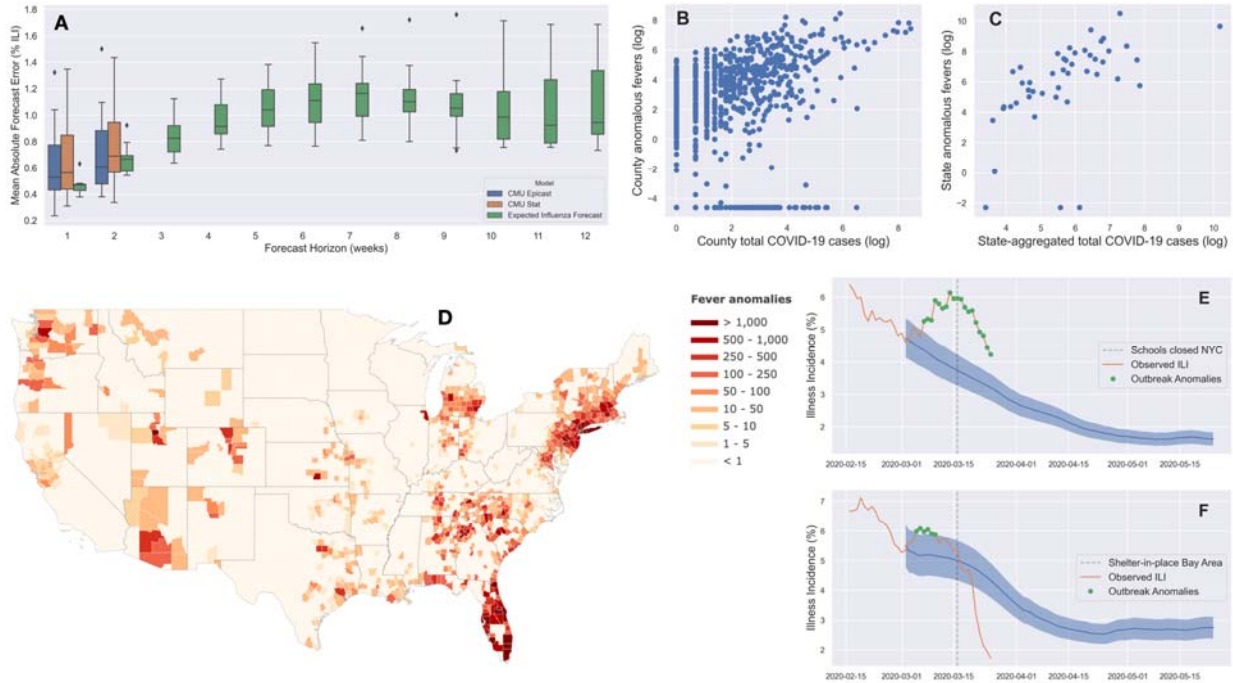 A
Mean Absolute Forecast Error (% ILI)
1.8
1.6
1.4
1.2
1.0
0.8
0.6
0.4
0.2
1 2 3 4 5 6 7 8 9 10 11 12
Forecast Horizon (weeks)
Model
CMU Epicast
CMU Stat
Expected Influenza Forecast
B
County anomalous fevers (log)
8
6
4
2
0
−2
−4
0 2 4 6 8
County total COVID-19 cases (log)
C
State anomalous fevers (log)
10
8
6
4
2
0
−2
4 5 6 7 8 9 10
State-aggregated total COVID-19 cases (log)
D
Fever anomalies
> 1,000
500 - 1,000
250 - 500
100 - 250
50 - 100
10 - 50
5 - 10
1 - 5
< 1
E
Illness Incidence (%)
6
5
4
3
2
Schools closed NYC
Observed ILI
Outbreak Anomalies
2020-02-15 2020-03-01 2020-03-15 2020-04-01 2020-04-15 2020-05-01 2020-05-15
F
Illness Incidence (%)
7
6
5
4
3
2
Shelter-in-place Bay Area
Observed ILI
Outbreak Anomalies
2020-02-15 2020-03-01 2020-03-15 2020-04-01 2020-04-15 2020-05-01 2020-05-15